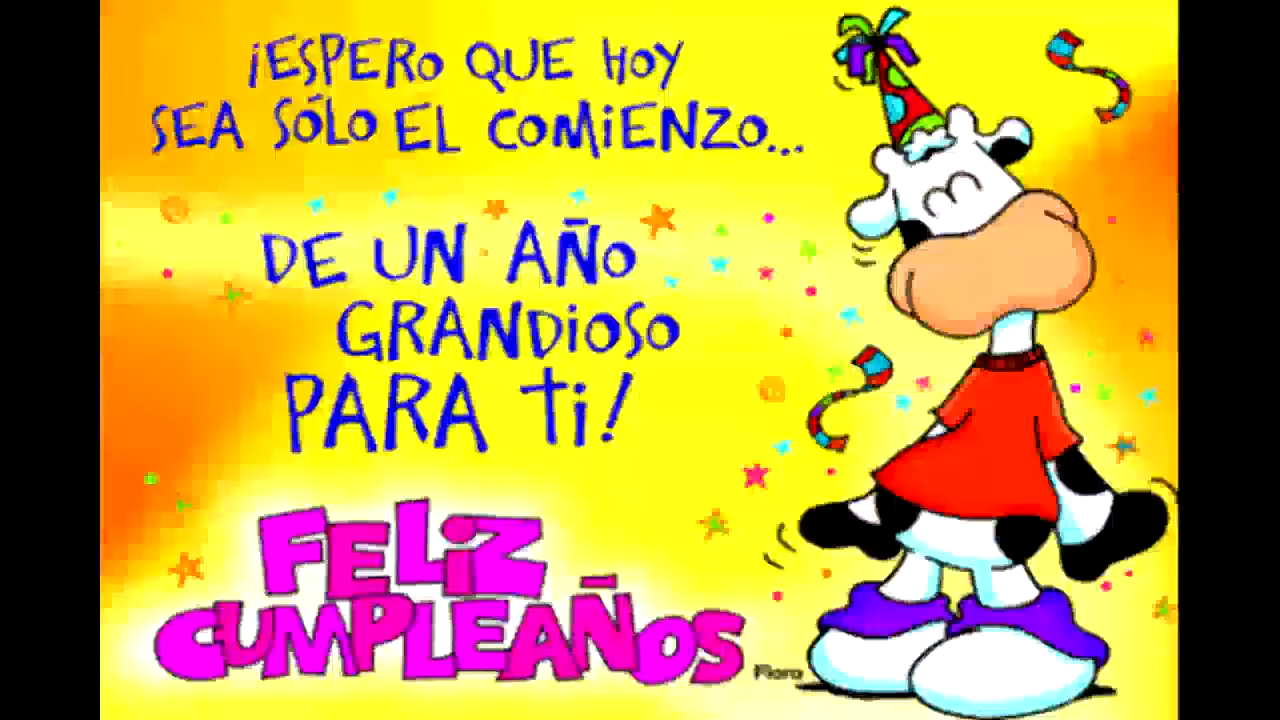 ¡ESPERO QUE HOY
SEA SÓLO EL COMIENZO...
DE UN AÑO
GRANDIOSO
PARA TI!
FELIZ
CUMPLEAÑOS